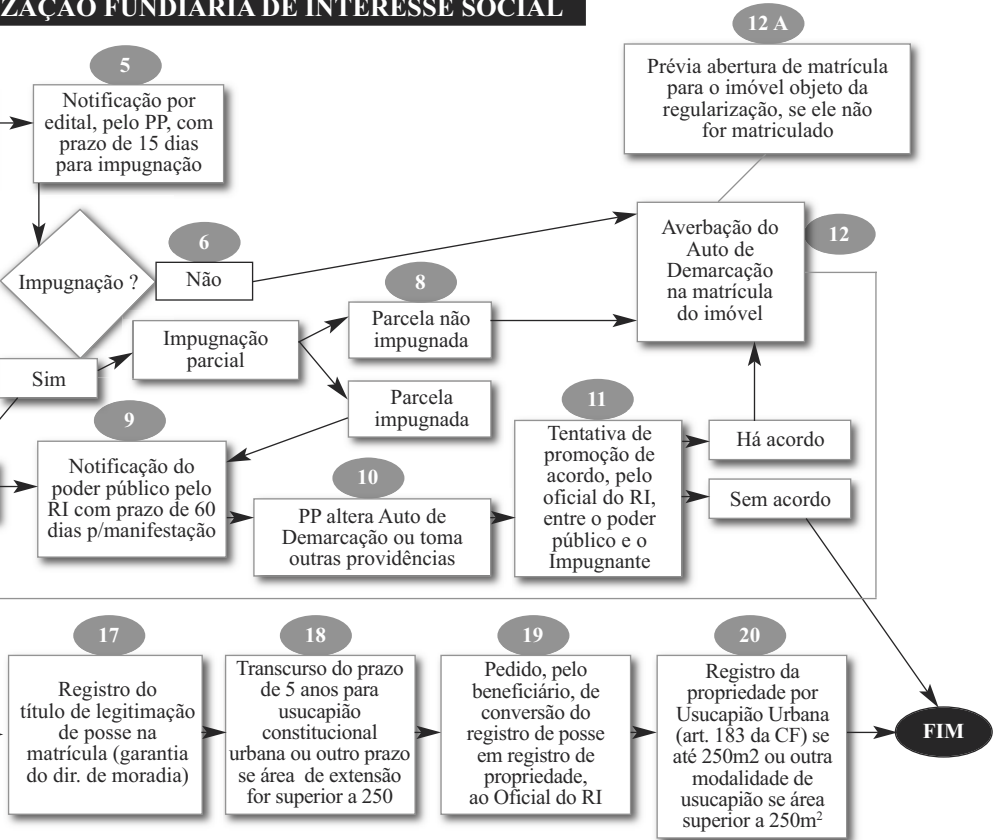 ZAÇÃO FUNDIÁRIA DE INTERESSE SOCIAL
5
Notificação por
edital, pelo PP, com
prazo de 15 dias
para impugnação
12 A
Prévia abertura de matrícula
para o imóvel objeto da
regularização, se ele não
for matriculado
Impugnação ?
6
Não
12
Averbação do
Auto de
Demarcação
na matrícula
do imóvel
8
Parcela não
impugnada
Impugnação
parcial
Sim
Parcela
impugnada
9
Notificação do
poder público pelo
RI com prazo de 60
dias p/manifestação
10
PP altera Auto de
Demarcação ou toma
outras providências
11
Tentativa de
promoção de
acordo, pelo
oficial do RI,
entre o poder
público e o
Impugnante
Há acordo
Sem acordo
17
Registro do
título de legitimação
de posse na
matrícula (garantia
do dir. de moradia)
18
Transcurso do prazo
de 5 anos para
usucapião
constitucional
urbana ou outro prazo
se área de extensão
for superior a 250
19
Pedido, pelo
beneficiário, de
conversão do
registro de posse
em registro de
propriedade,
ao Oficial do RI
20
Registro da
propriedade por
Usucapião Urbana
(art. 183 da CF) se
até 250m2 ou outra
modalidade de
usucapião se área
superior a 250m²
FIM